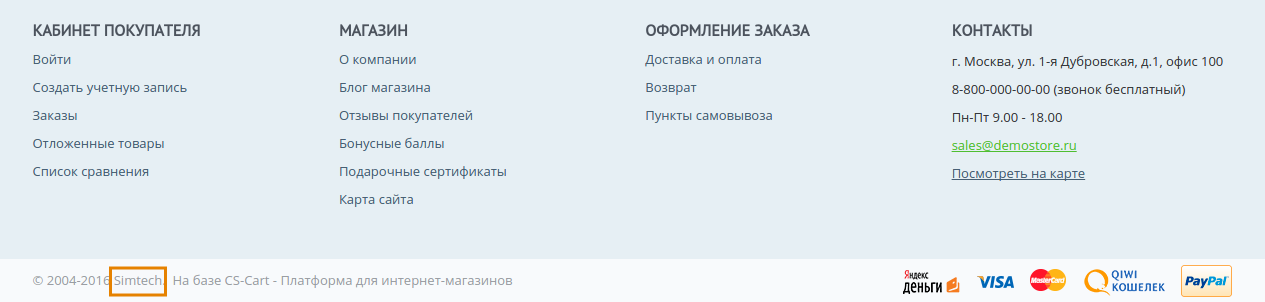 КАБИНЕТ ПОКУПАТЕЛЯ
Войти
Создать учетную запись
Заказы
Отложенные товары
Список сравнения
МАГАЗИН
О компании
Блог магазина
Отзывы покупателей
Бонусные баллы
Подарочные сертификаты
Карта сайта
ОФОРМЛЕНИЕ ЗАКАЗА
Доставка и оплата
Возврат
Пункты самовывоза
КОНТАКТЫ
г. Москва, ул. 1-я Дубровская, д.1, офис 100
8-800-000-00-00 (звонок бесплатный)
Пн-Пт 9.00 - 18.00
sales@demostore.ru
Посмотреть на карте
© 2004-2016 Simtech. На базе CS-Cart - Платформа для интернет-магазинов
Яндекс
деньги
VISA
MasterCard
QIWI
КОШЕЛЕК
PayPal